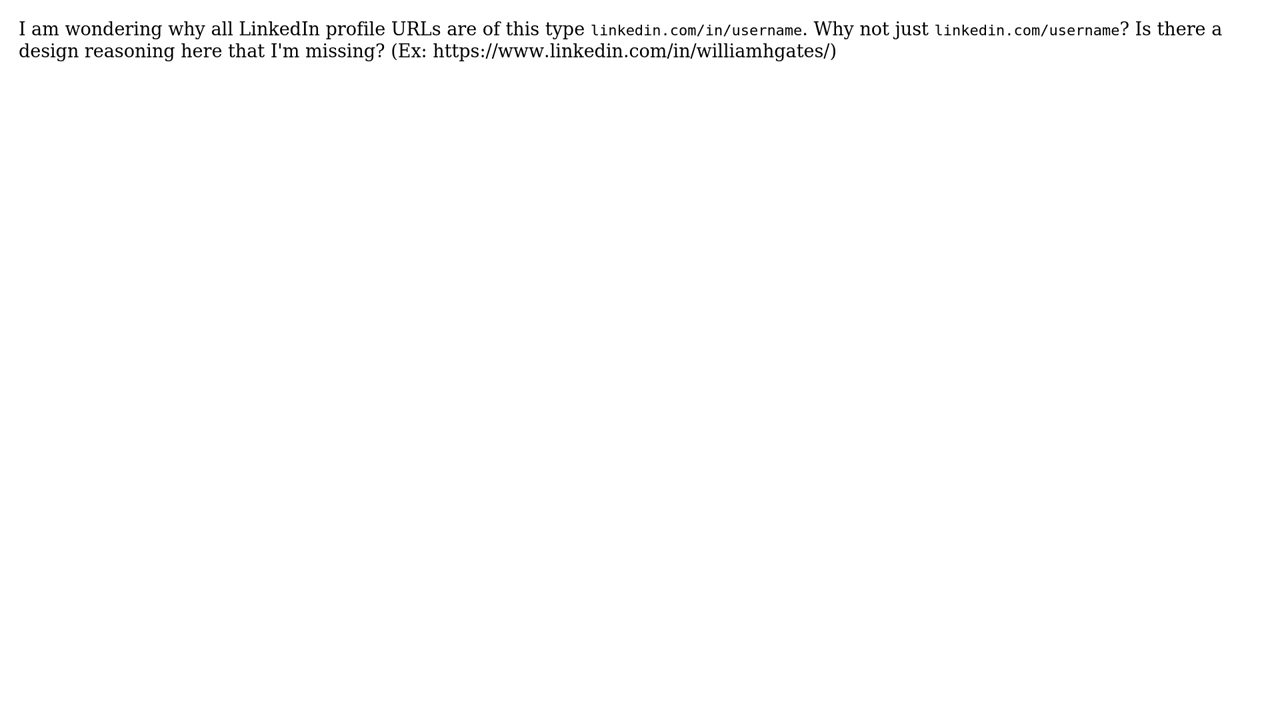 I am wondering why all LinkedIn profile URLs are of this type linkedin.com/in/username. Why not just linkedin.com/username? Is there a
design reasoning here that I'm missing? (Ex: https://www.linkedin.com/in/williamhgates/)